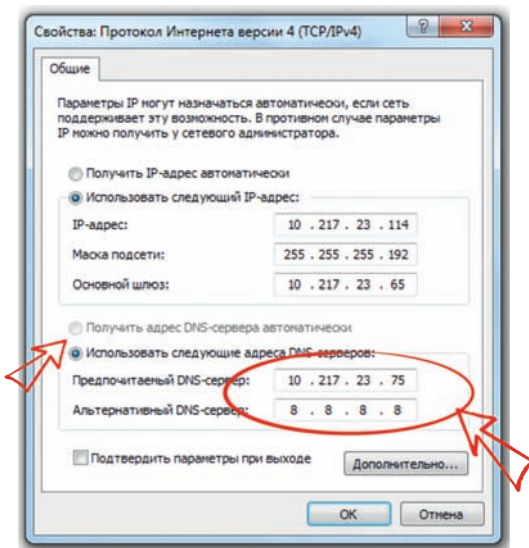 Свойства: Протокол Интернета версии 4 (TCP/IPv4)
Общие
Параметры IP могут назначаться автоматически, если сеть
поддерживает эту возможность. В противном случае параметры
IP можно получить у сетевого администратора.
Получить IP-адрес автоматически
Использовать следующий IP-адрес:
IP-адрес: 10 . 217 . 23 . 114
Маска подсети: 255 . 255 . 255 . 192
Основной шлюз: 10 . 217 . 23 . 65
Получить адрес DNS-сервера автоматически
Использовать следующие адреса DNS-серверов:
Предпочитаемый DNS-сервер: 10 . 217 . 23 . 75
Альтернативный DNS-сервер: 8 . 8 . 8 . 8
Подтвердить параметры при выходе
Дополнительно...
ОК Отмена